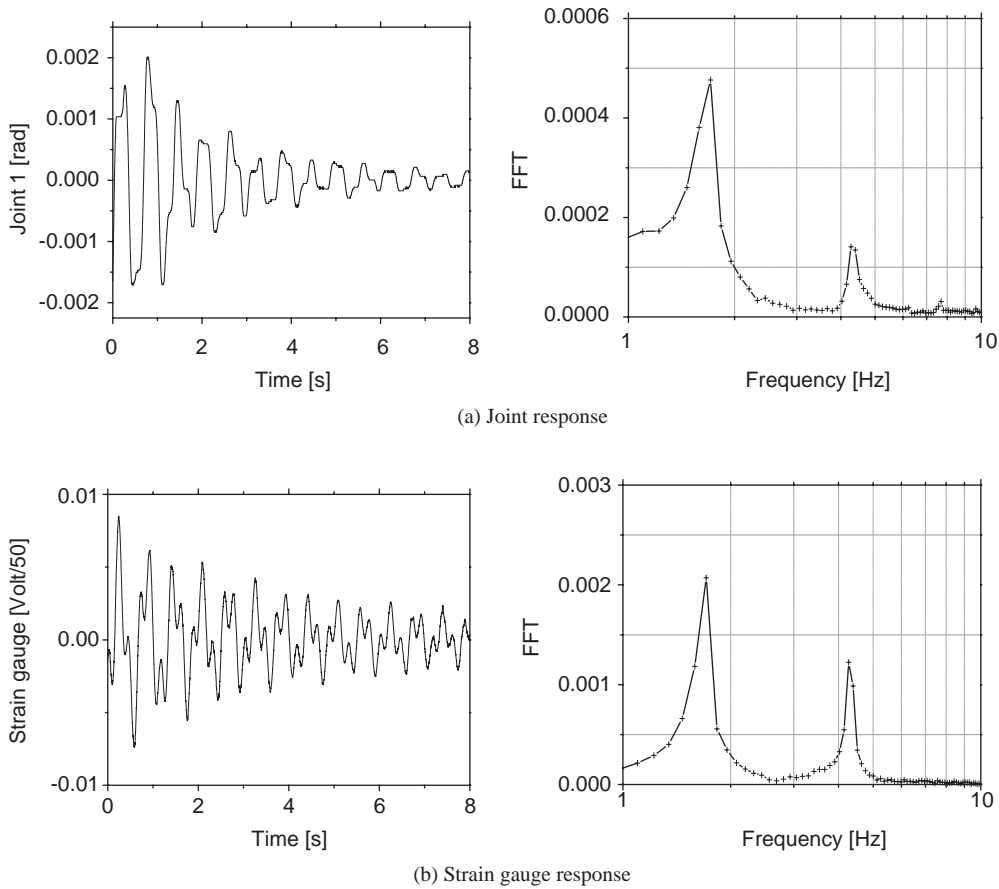 0.002
0.001
0.000
-0.001
-0.002
Joint 1 [rad]
0 2 4 6 8
Time [s]
0.0006
0.0004
0.0002
0.0000
FFT
1 10
Frequency [Hz]
(a) Joint response
0.01
0.00
-0.01
Strain gauge [Volt/50]
0 2 4 6 8
Time [s]
0.003
0.002
0.001
0.000
FFT
1 10
Frequency [Hz]
(b) Strain gauge response